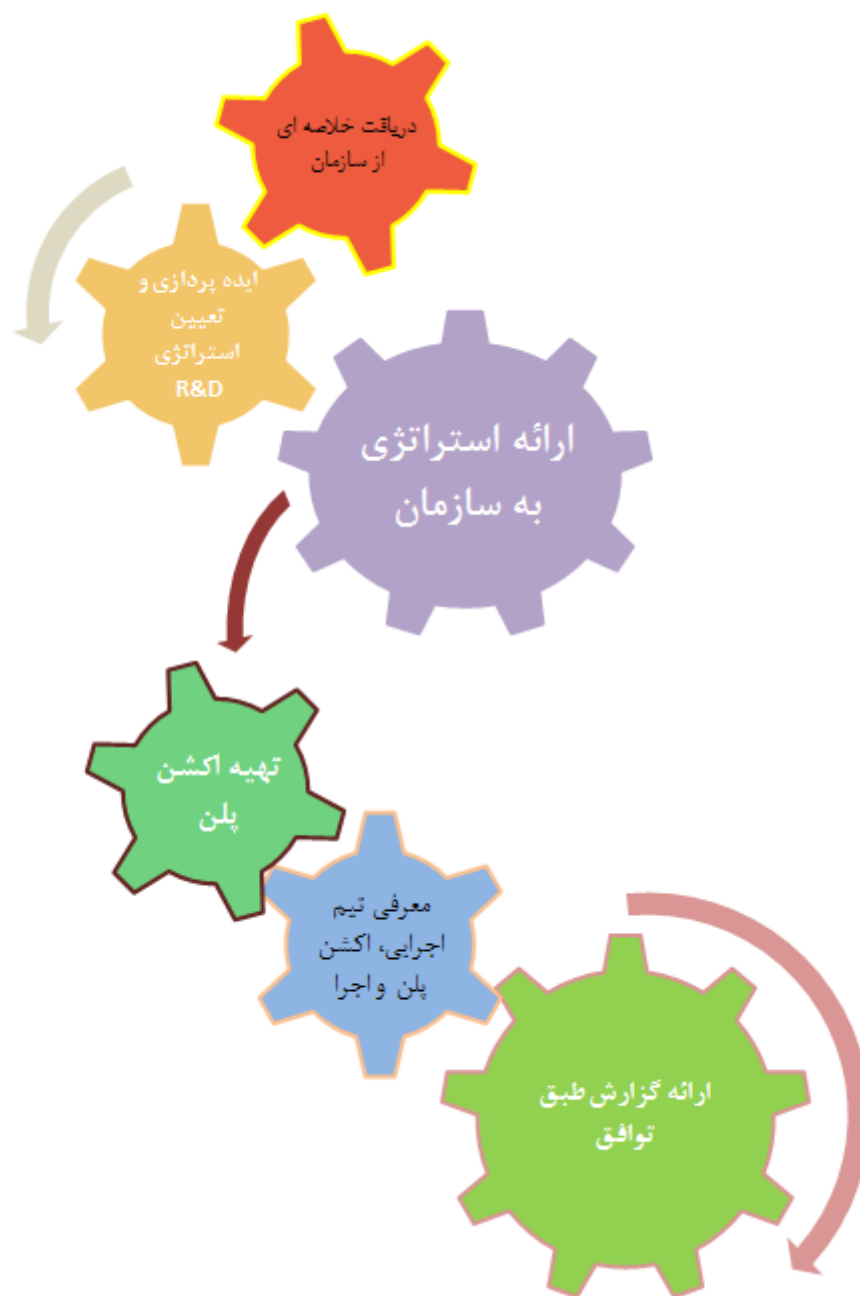 دریاقت خلاصه ای
از سازمان
ایده پردازی و
تعیین
استراتژی
R&D
ارائه استراتژی
به سازمان
تهیه اکشن
پلن
معرفی تیم
اجرایی، اکشن
پلن و اجرا
ارائه گزارش طبق
توافق